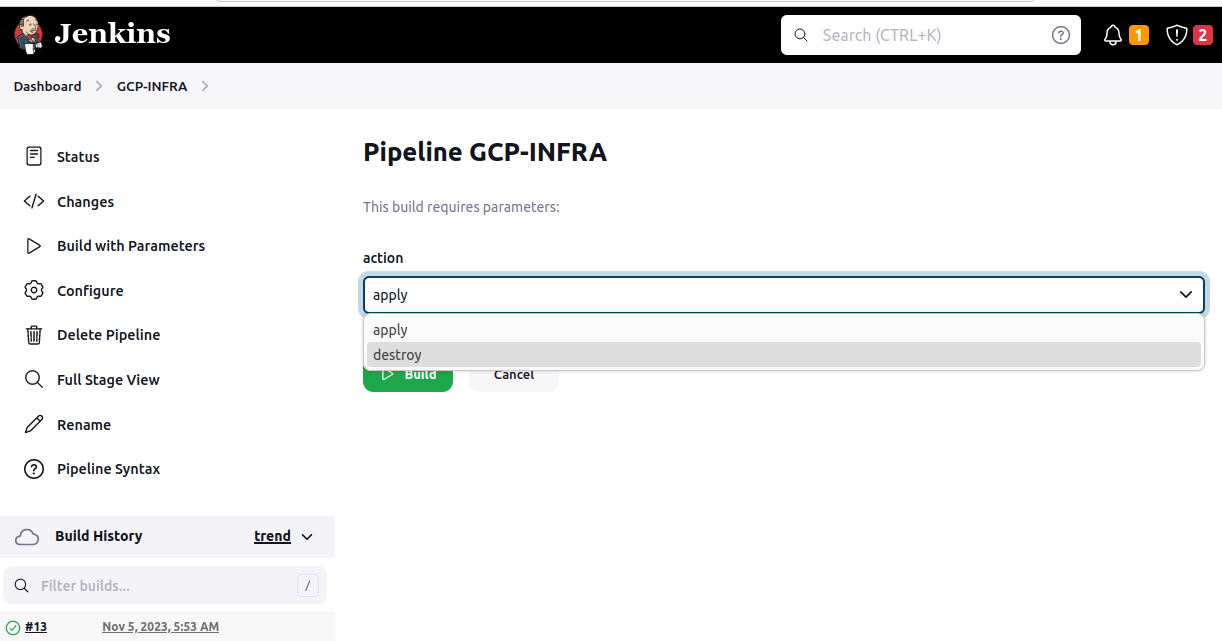 Jenkins
Search (CTRL+K)
?
1
2
Dashboard
GCP-INFRA
Status
Changes
Build with Parameters
Configure
Delete Pipeline
Full Stage View
Rename
Pipeline Syntax
Build History
trend
Filter builds...
/
#13
Nov 5, 2023, 5:53 AM
Pipeline GCP-INFRA
This build requires parameters:
action
apply
apply
destroy
Build
Cancel